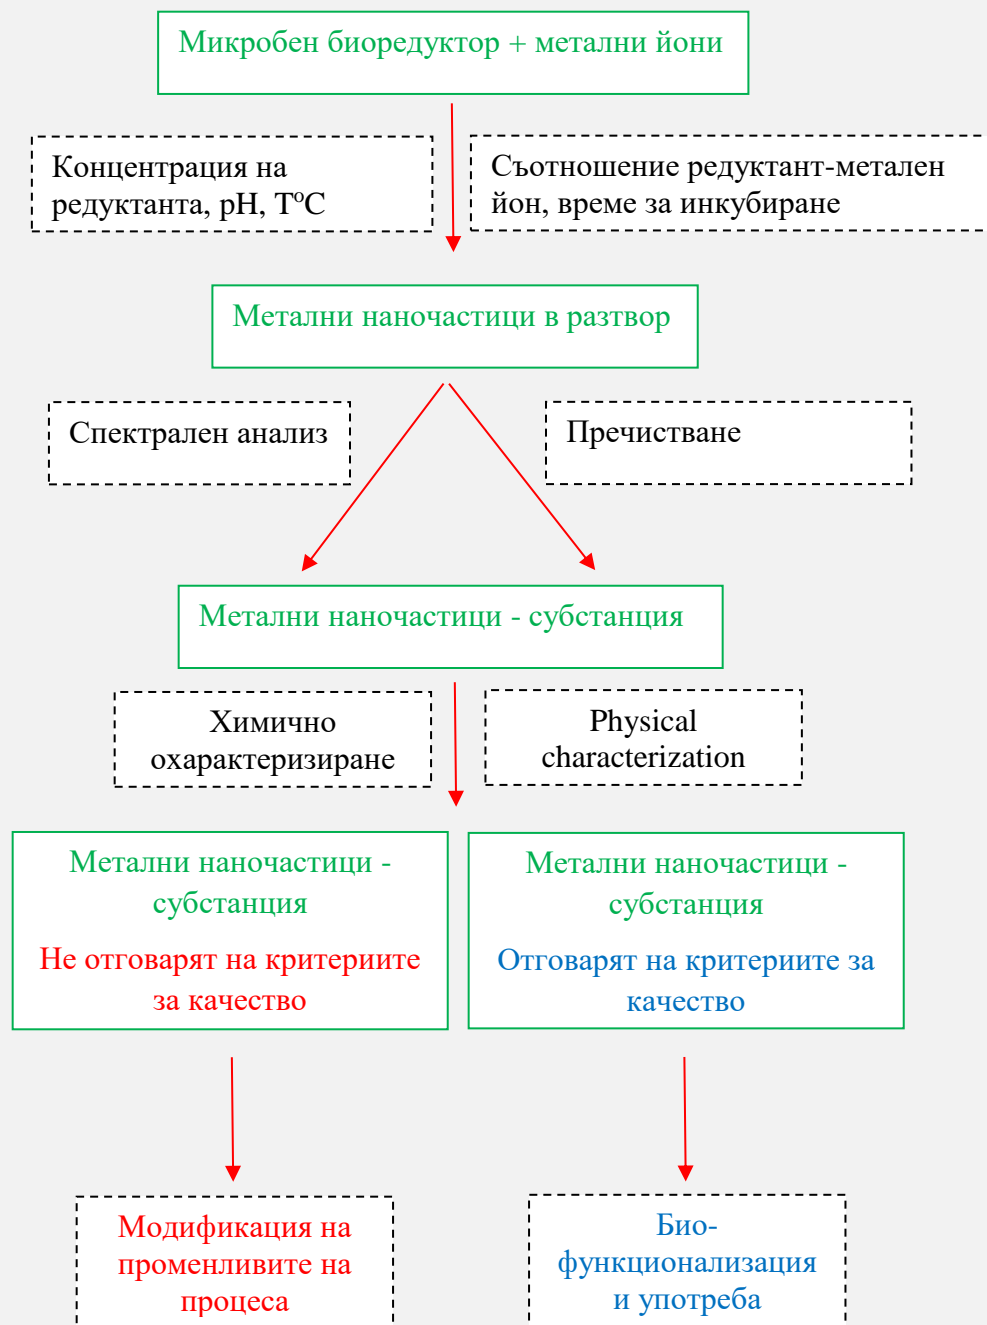 Микробен биоредуктор + метални йони
Концентрация на
редуктанта, pH, TºC
Съотношение редуктант-метален
йон, време за инкубиране
Метални наночастици в разтвор
Спектрален анализ
Пречистване
Метални наночастици - субстанция
Химично
охарактеризиране
Physical
characterization
Метални наночастици -
субстанция
Не отговарят на критериите
за качество
Метални наночастици -
субстанция
Отговарят на критериите за
качество
Модификация на
променливите на
процеса
Био-
функционализация
и употреба